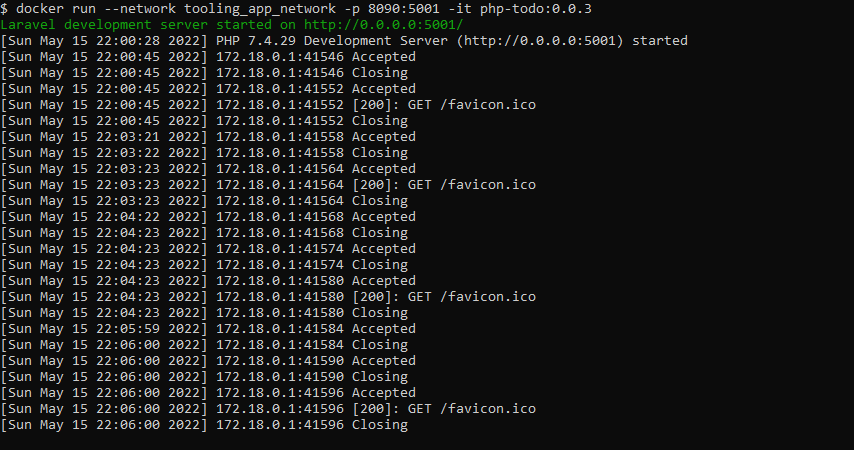 $ docker run --network tooling_app_network -p 8090:5001 -it php-todo:0.0.3
Laravel development server started on http://0.0.0.0:5001/
[Sun May 15 22:00:28 2022] PHP 7.4.29 Development Server (http://0.0.0.0:5001) started
[Sun May 15 22:00:45 2022] 172.18.0.1:41546 Accepted
[Sun May 15 22:00:45 2022] 172.18.0.1:41546 Closing
[Sun May 15 22:00:45 2022] 172.18.0.1:41552 Accepted
[Sun May 15 22:00:45 2022] 172.18.0.1:41552 [200]: GET /favicon.ico
[Sun May 15 22:00:45 2022] 172.18.0.1:41552 Closing
[Sun May 15 22:03:21 2022] 172.18.0.1:41558 Accepted
[Sun May 15 22:03:22 2022] 172.18.0.1:41558 Closing
[Sun May 15 22:03:23 2022] 172.18.0.1:41564 Accepted
[Sun May 15 22:03:23 2022] 172.18.0.1:41564 [200]: GET /favicon.ico
[Sun May 15 22:03:23 2022] 172.18.0.1:41564 Closing
[Sun May 15 22:04:22 2022] 172.18.0.1:41568 Accepted
[Sun May 15 22:04:23 2022] 172.18.0.1:41568 Closing
[Sun May 15 22:04:23 2022] 172.18.0.1:41574 Accepted
[Sun May 15 22:04:23 2022] 172.18.0.1:41574 Closing
[Sun May 15 22:04:23 2022] 172.18.0.1:41580 Accepted
[Sun May 15 22:04:23 2022] 172.18.0.1:41580 [200]: GET /favicon.ico
[Sun May 15 22:04:23 2022] 172.18.0.1:41580 Closing
[Sun May 15 22:05:59 2022] 172.18.0.1:41584 Accepted
[Sun May 15 22:06:00 2022] 172.18.0.1:41584 Closing
[Sun May 15 22:06:00 2022] 172.18.0.1:41590 Accepted
[Sun May 15 22:06:00 2022] 172.18.0.1:41590 Closing
[Sun May 15 22:06:00 2022] 172.18.0.1:41596 Accepted
[Sun May 15 22:06:00 2022] 172.18.0.1:41596 [200]: GET /favicon.ico
[Sun May 15 22:06:00 2022] 172.18.0.1:41596 Closing